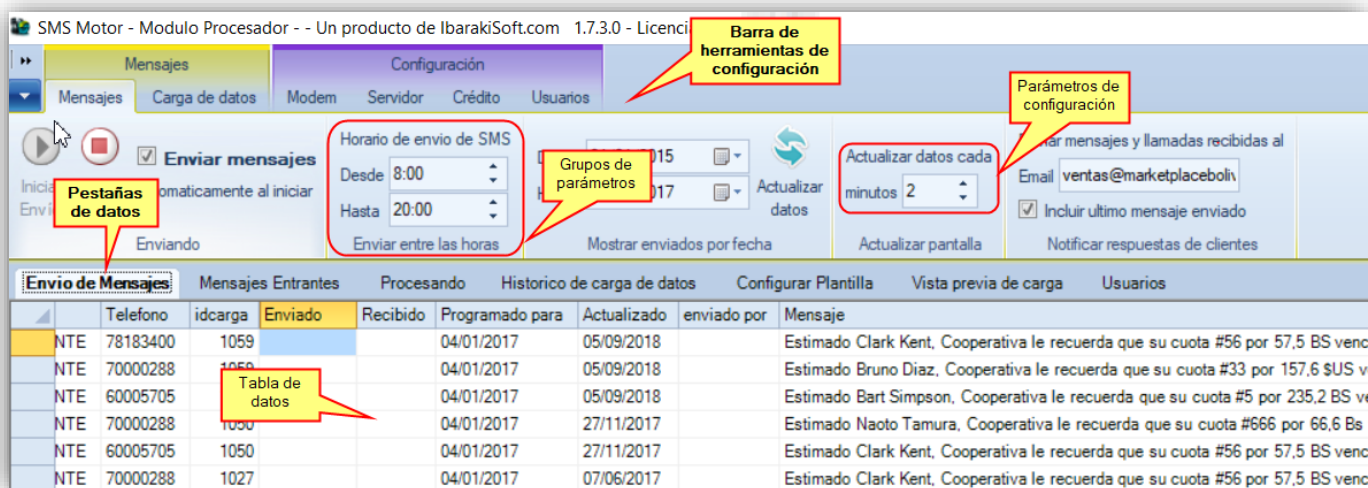 SMS Motor - Modulo Procesador - - Un producto de IbarakiSoft.com 1.7.3.0 -
Barra de
herramientas de
configuración
Mensajes Configuración
Mensajes Carga de datos Modem Servidor Crédito Usuarios
Parámetros de
configuración
Enviar mensajes
al iniciar
Enviando
Pestañas
de datos
Horario de envio de SMS
Desde 8:00
Hasta 20:00
Enviar entre las horas
Grupos de
parámetros
Actualizar
datos
Mostrar enviados por fecha
Actualizar datos cada
minutos 2
Actualizar pantalla
mensajes y llamadas recibidas al
Email ventas@marketplaceboliv
Incluir ultimo mensaje enviado
Notificar respuestas de clientes
Envio de Mensajes Mensajes Entrantes Procesando Historico de carga de datos Configurar Plantilla Vista previa de carga Usuarios
Telefono idcarga Enviado Recibido Programado para Actualizado enviado por Mensaje
NTE 78183400 1059 04/01/2017 05/09/2018 Estimado Clark Kent, Cooperativa le recuerda que su cuota #56 por 57,5 BS venc
NTE 70000288 04/01/2017 05/09/2018 Estimado Bruno Diaz, Cooperativa le recuerda que su cuota #33 por 157,6 $US v
NTE 60005705 04/01/2017 05/09/2018 Estimado Bart Simpson, Cooperativa le recuerda que su cuota #5 por 235,2 BS ve
Tabla de
datos
NTE 70000288 1050 04/01/2017 27/11/2017 Estimado Naoto Tamura, Cooperativa le recuerda que su cuota #666 por 66,6 Bs
NTE 60005705 1050 04/01/2017 27/11/2017 Estimado Clark Kent, Cooperativa le recuerda que su cuota #56 por 57,5 BS venc
NTE 70000288 1027 04/01/2017 07/06/2017 Estimado Clark Kent, Cooperativa le recuerda que su cuota #56 por 57,5 BS venc